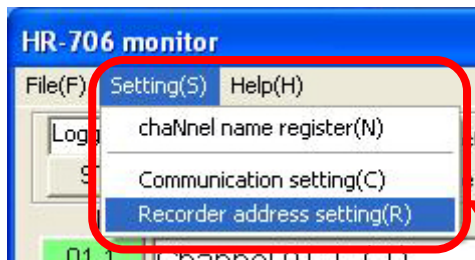 HR-706 monitor
File(F) Setting(S) Help(H)
chaNnel name register(N)
Communication setting(C)
Recorder address setting(R)